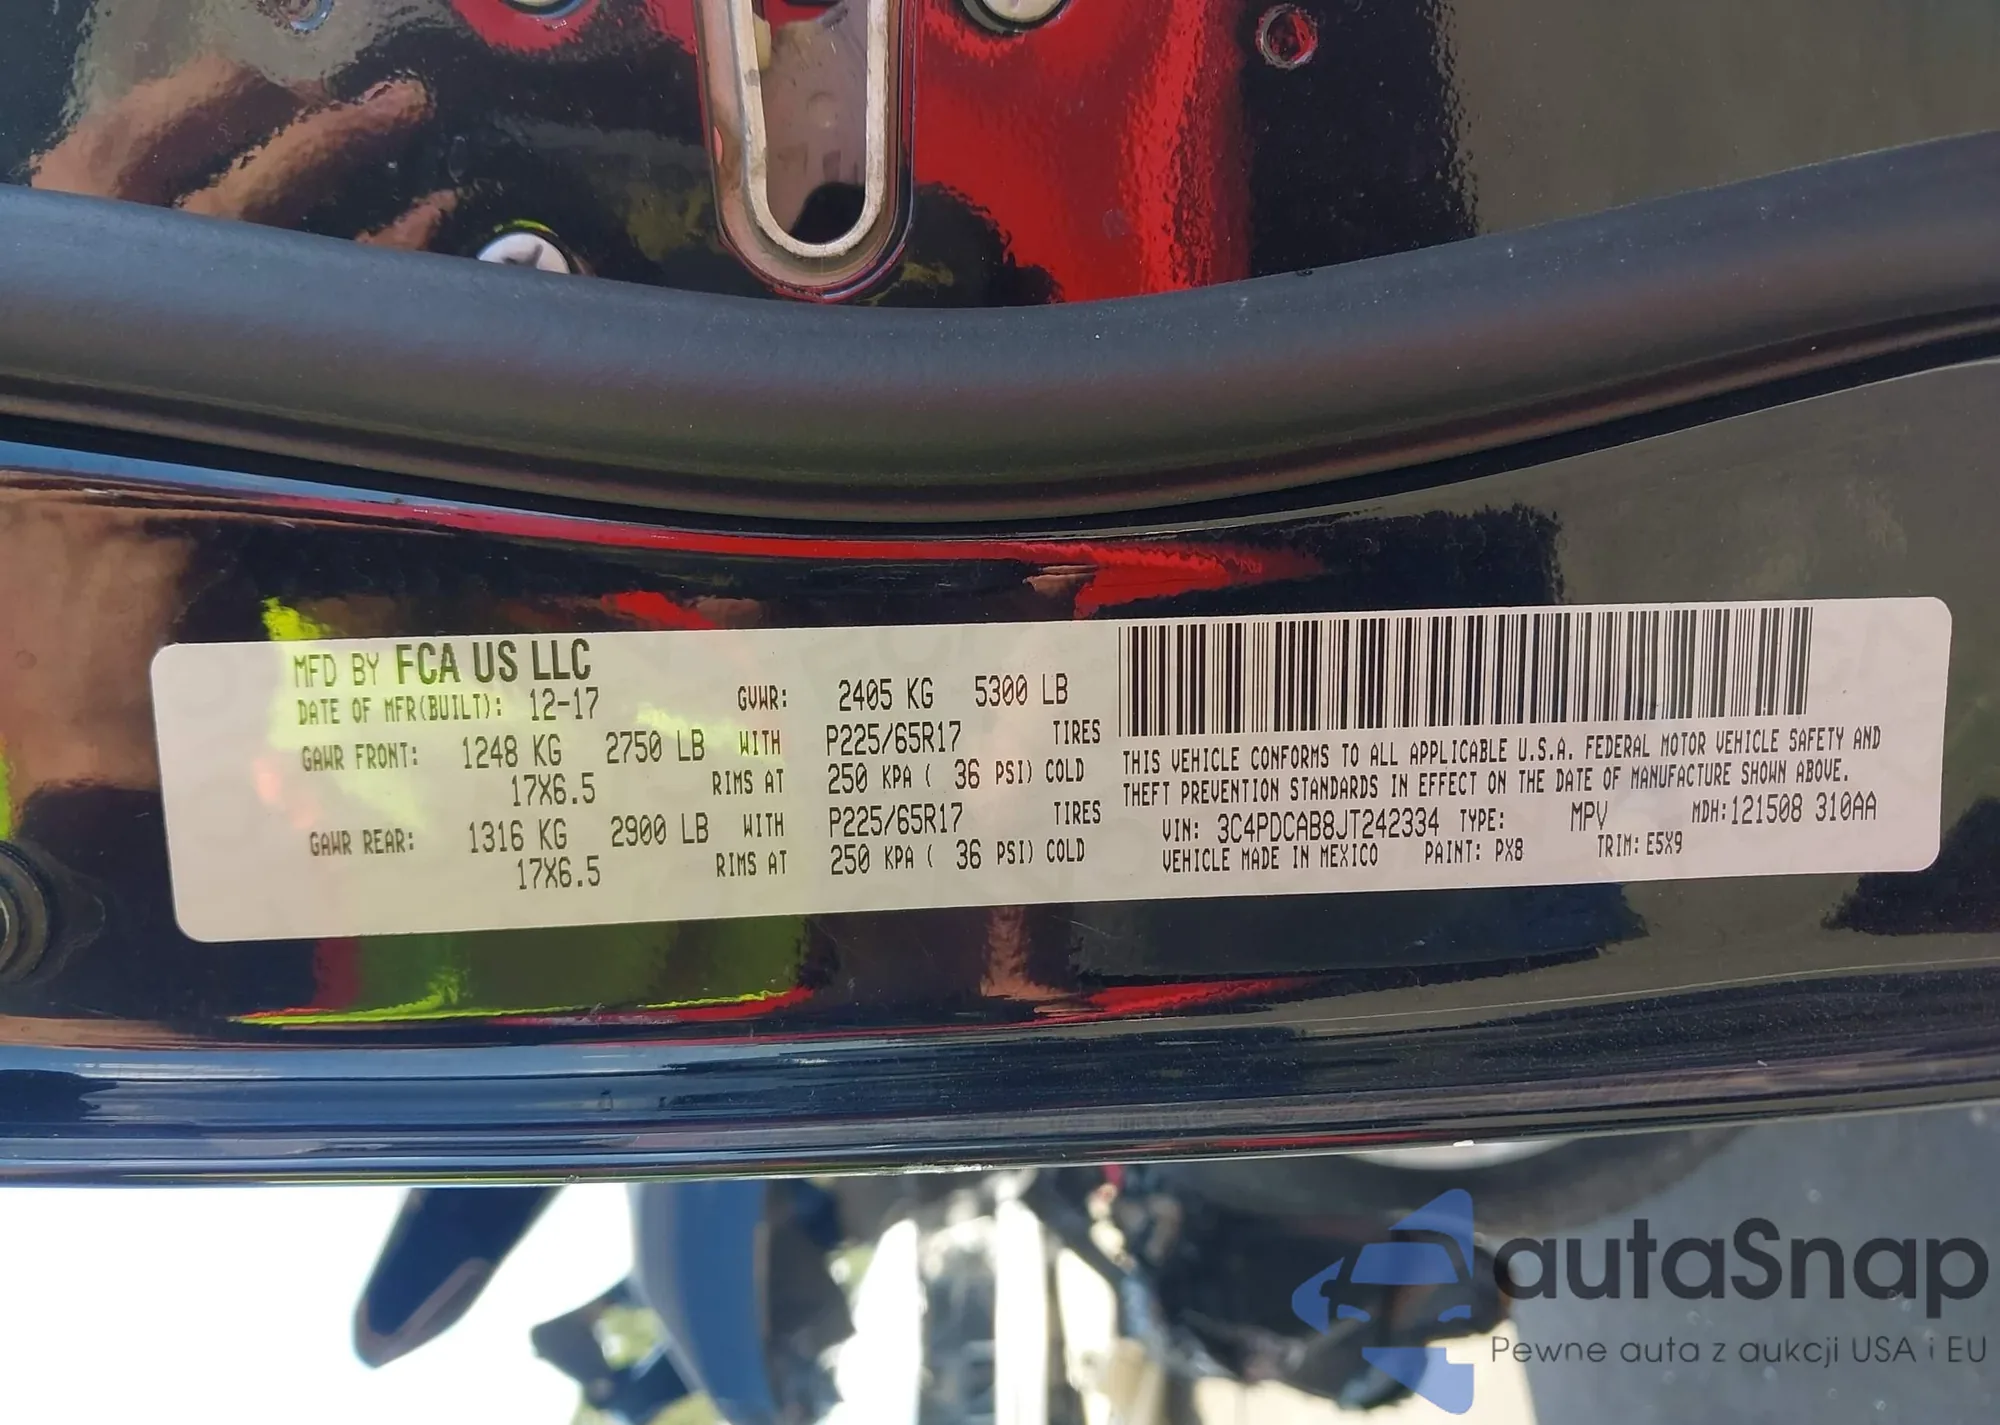 MFD BY FCA US LLC
DATE OF MFR(BUILT): 12-17 GVWR: 2405 KG 5300 LB
GAWR FRONT: 1248 KG 2750 LB WITH P225/65R17 TIRES
17X6.5 RIMS AT 250 KPA ( 36 PSI) COLD
GAWR REAR: 1316 KG 2900 LB WITH P225/65R17 TIRES
17X6.5 RIMS AT 250 KPA ( 36 PSI) COLD
THIS VEHICLE CONFORMS TO ALL APPLICABLE U.S.A. FEDERAL MOTOR VEHICLE SAFETY AND
THEFT PREVENTION STANDARDS IN EFFECT ON THE DATE OF MANUFACTURE SHOWN ABOVE.
VIN: 3C4PDCAB8JT242334 TYPE: MPV MDH:121508 310AA
VEHICLE MADE IN MEXICO PAINT: PX8 TRIM: E5X9
autaSnap
Pewne auta z aukcji USA i EU